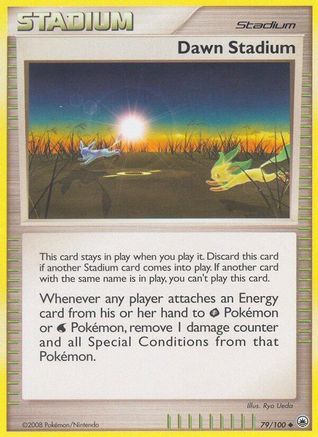 STADIUM
Stadium
Dawn Stadium
This card stays in play when you play it. Discard this card
if another Stadium card comes into play. If another card
with the same name is in play, you can't play this card.
Whenever any player attaches an Energy
card from his or her hand to Pokémon
or Pokémon, remove 1 damage counter
and all Special Conditions from that
Pokémon.
Illus. Ryo Ueda
©2008 Pokémon/Nintendo
79/100